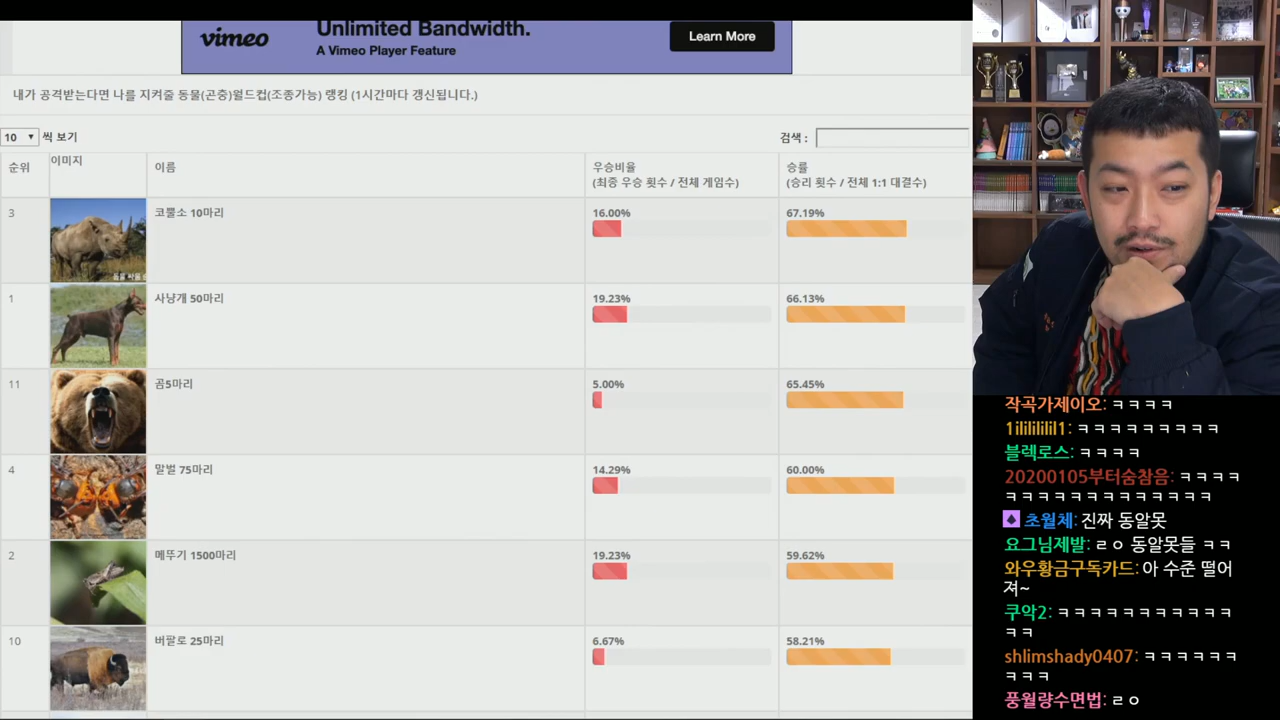 vimeo
Unlimited Bandwidth.
A Vimeo Player Feature
Learn More
내가 공격받는다면 나를 지켜줄 동물(곤충)월드컵(조종가능) 랭킹 (1시간마다 갱신됩니다.)
10 ▼ 씩 보기
검색 :
순위 이미지 이름 우승비율 승률
(최종 우승 횟수 / 전체 게임수) (승리 횟수 / 전체 1:1 대결수)
3 코뿔소 10마리 16.00% 67.19%
1 사냥개 50마리 19.23% 66.13%
11 곰5마리 5.00% 65.45%
4 말벌 75마리 14.29% 60.00%
2 메뚜기 1500마리 19.23% 59.62%
10 버팔로 25마리 6.67% 58.21%
작곡가제이오: ㅋㅋㅋㅋ
1ilililil1: ㅋㅋㅋㅋㅋㅋㅋㅋㅋ
블렉로스: ㅋㅋㅋㅋ
20200105부터숨참음: ㅋㅋㅋㅋ
ㅋㅋㅋㅋㅋㅋㅋㅋㅋㅋㅋㅋㅋ
초월체: 진짜 동알못
요그님제발: ㄹㅇ 동알못들 ㅋㅋ
와우황금구독카드: 아 수준 떨어
져~
쿠악2: ㅋㅋㅋㅋㅋㅋㅋㅋㅋㅋㅋ
ㅋㅋ
shlimshady0407: ㅋㅋㅋㅋㅋㅋ
ㅋㅋㅋ
풍월량수면법: ㄹㅇ